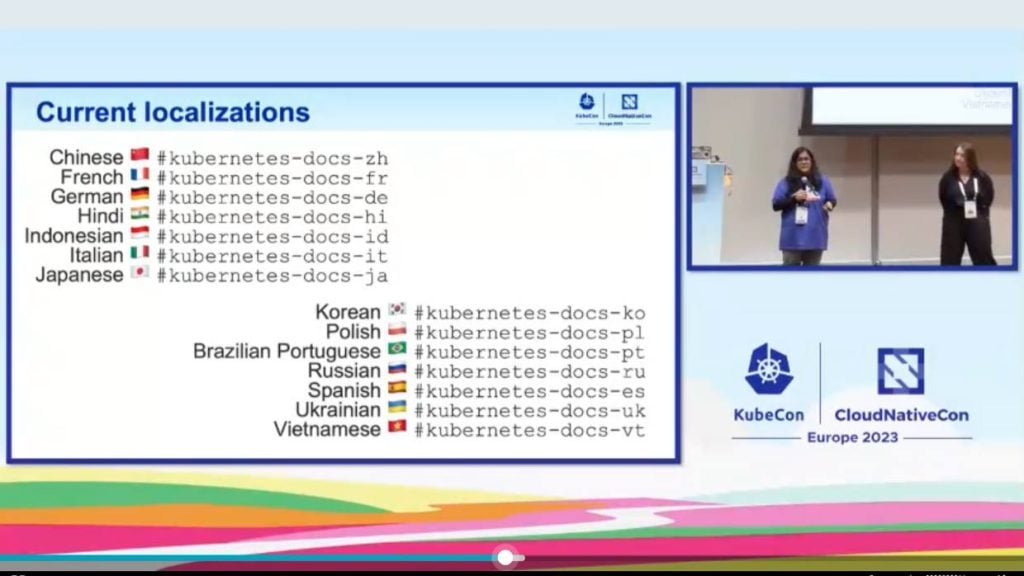 Current localizations
KubeCon
CloudNativeCon
Europe 2023
Chinese 🇨🇳 #kubernetes-docs-zh
French 🇫🇷 #kubernetes-docs-fr
German 🇩🇪 #kubernetes-docs-de
Hindi 🇮🇳 #kubernetes-docs-hi
Indonesian 🇮🇩 #kubernetes-docs-id
Italian 🇮🇹 #kubernetes-docs-it
Japanese 🇯🇵 #kubernetes-docs-ja
Korean 🇰🇷 #kubernetes-docs-ko
Polish 🇵🇱 #kubernetes-docs-pl
Brazilian Portuguese 🇧🇷 #kubernetes-docs-pt
Russian 🇷🇺 #kubernetes-docs-ru
Spanish 🇪🇸 #kubernetes-docs-es
Ukrainian 🇺🇦 #kubernetes-docs-uk
Vietnamese 🇻🇳 #kubernetes-docs-vt
KubeCon
CloudNativeCon
Europe 2023